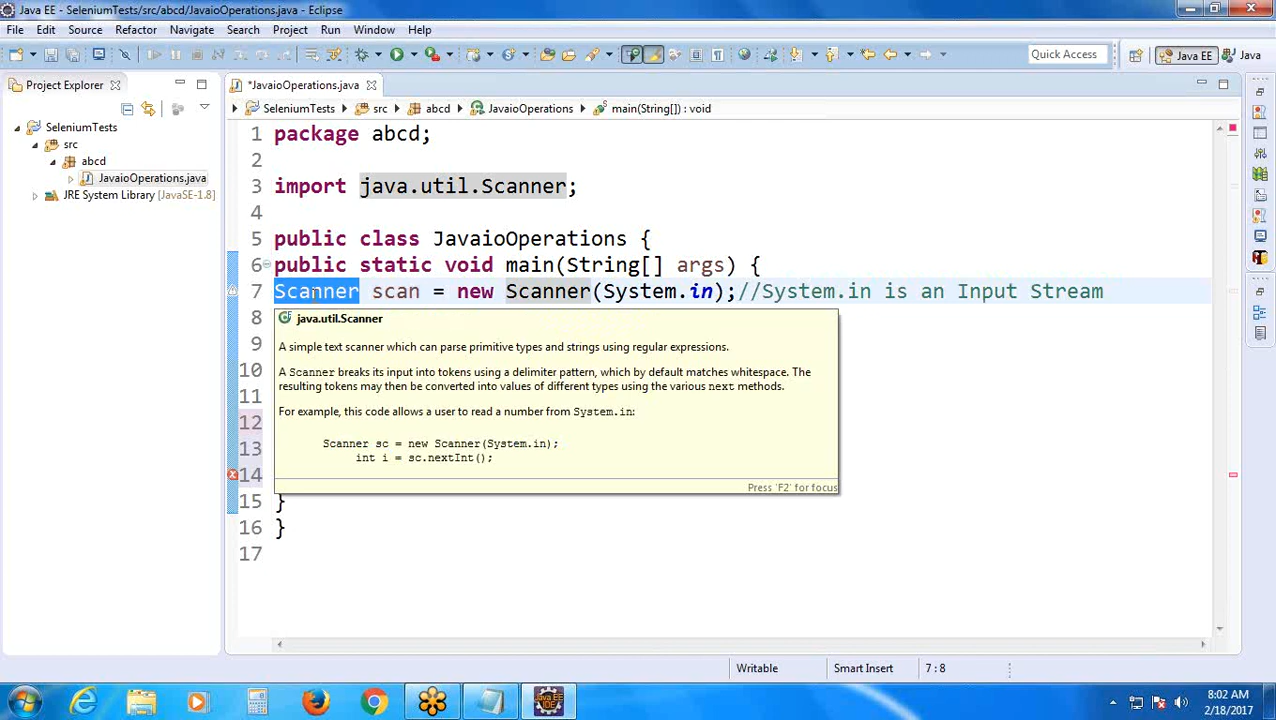 Java EE - SeleniumTests/src/abcd/JavaioOperations.java - Eclipse
File Edit Source Refactor Navigate Search Project Run Window Help
Quick Access
Java EE
Java
Project Explorer
*JavaioOperations.java
SeleniumTests
src
abcd
JavaioOperations
main(String[]) : void
SeleniumTests
src
abcd
JavaioOperations.java
JRE System Library [JavaSE-1.8]
1 package abcd;
2
3 import java.util.Scanner;
4
5 public class JavaioOperations {
6 public static void main(String[] args) {
7 Scanner scan = new Scanner(System.in);//System.in is an Input Stream
8
9
10
11
12
13
14
15 }
16 }
17
java.util.Scanner
A simple text scanner which can parse primitive types and strings using regular expressions.
A Scanner breaks its input into tokens using a delimiter pattern, which by default matches whitespace. The
resulting tokens may then be converted into values of different types using the various next methods.
For example, this code allows a user to read a number from System.in:
Scanner sc = new Scanner(System.in);
int i = sc.nextInt();
Press 'F2' for focus
Writable
Smart Insert
7 : 8
Java EE
IDE
8:02 AM
2/18/2017